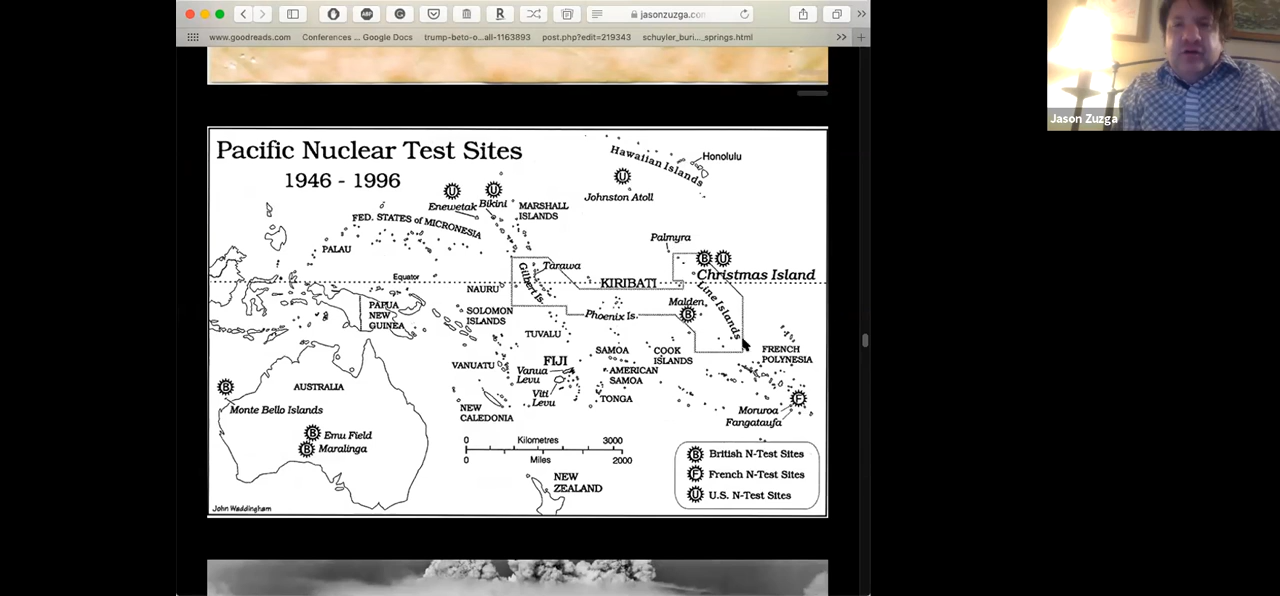 ABP
G
R
jasonzuzga.co
www.goodreads.com
Conferences ... Google Docs
trump-beto-o...all-1163893
post.php?edit=219343
schuyler_buri..._springs.html
Jason Zuzga
Pacific Nuclear Test Sites
1946 - 1996
Hawaiian Islands
Honolulu
U
Johnston Atoll
U
U
Enewetak
Bikini
MARSHALL
ISLANDS
FED. STATES of MICRONESIA
PALAU
Palmyra
B
U
Christmas Island
Tarawa
Gilbert Is.
Equator
KIRIBATI
NAURU
Line Islands
PAPUA
NEW
GUINEA
SOLOMON
ISLANDS
Malden
B
Phoenix Is.
TUVALU
SAMOA
COOK
ISLANDS
FRENCH
POLYNESIA
VANUATU
FIJI
Vanua
Levu
AMERICAN
SAMOA
Viti
Levu
TONGA
B
AUSTRALIA
Monte Bello Islands
NEW
CALEDONIA
F
Moruroa
Fangataufa
B
Emu Field
B
Maralinga
0
Kilometres
3000
0
Miles
2000
NEW
ZEALAND
B
British N-Test Sites
F
French N-Test Sites
U
U.S. N-Test Sites
John Waddingham